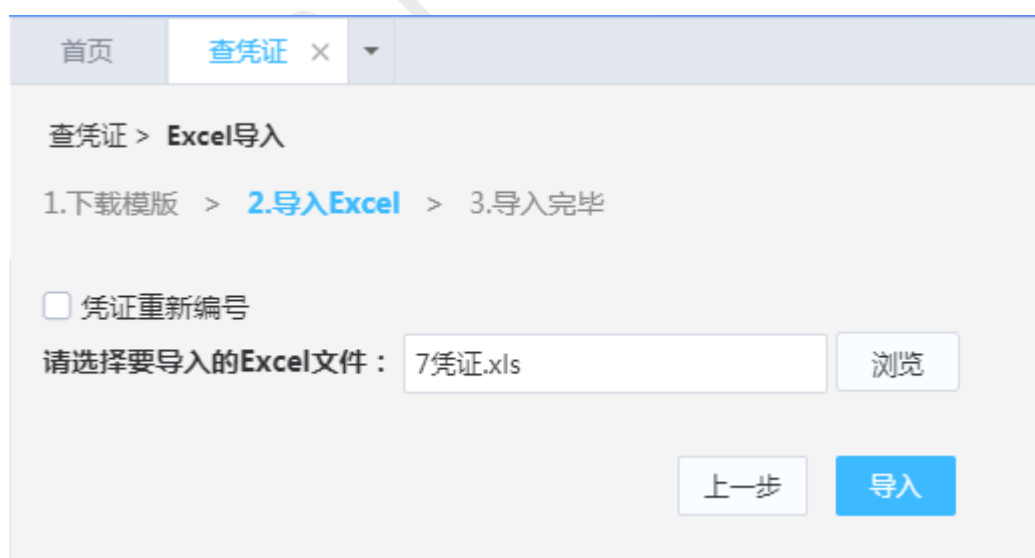 首页 查凭证 ×
查凭证 > Excel导入
1.下载模版 > 2.导入Excel > 3.导入完毕
凭证重新编号
请选择要导入的Excel文件： 7凭证.xls 浏览
上一步 导入